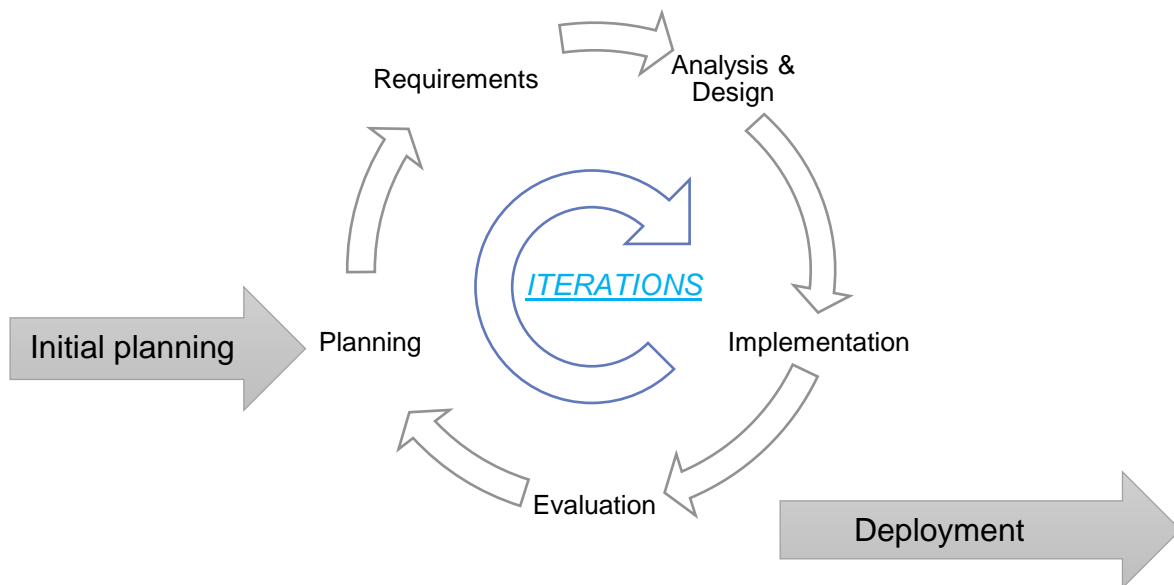 Requirements
Analysis &
Design
ITERATIONS
Initial planning
Planning
Implementation
Evaluation
Deployment